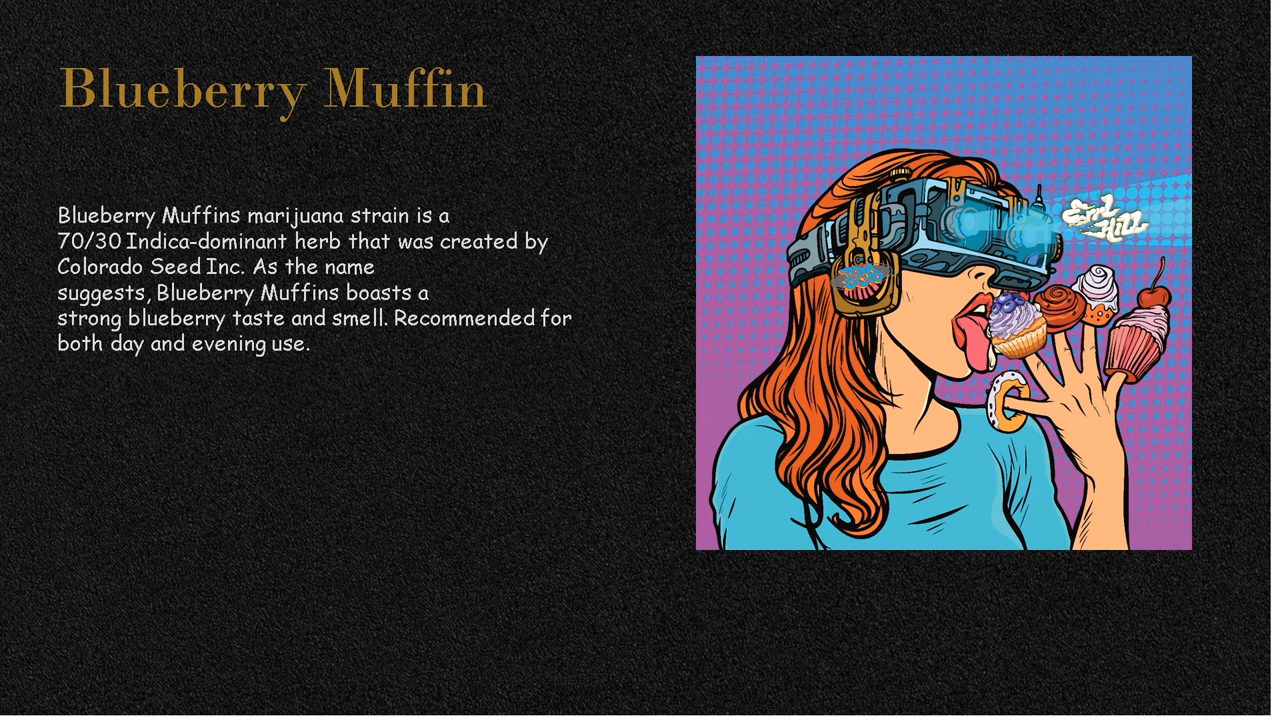 Blueberry Muffin
Blueberry Muffins marijuana strain is a
70/30 Indica-dominant herb that was created by
Colorado Seed Inc. As the name
suggests, Blueberry Muffins boasts a
strong blueberry taste and smell. Recommended for
both day and evening use.
Errl
Hill